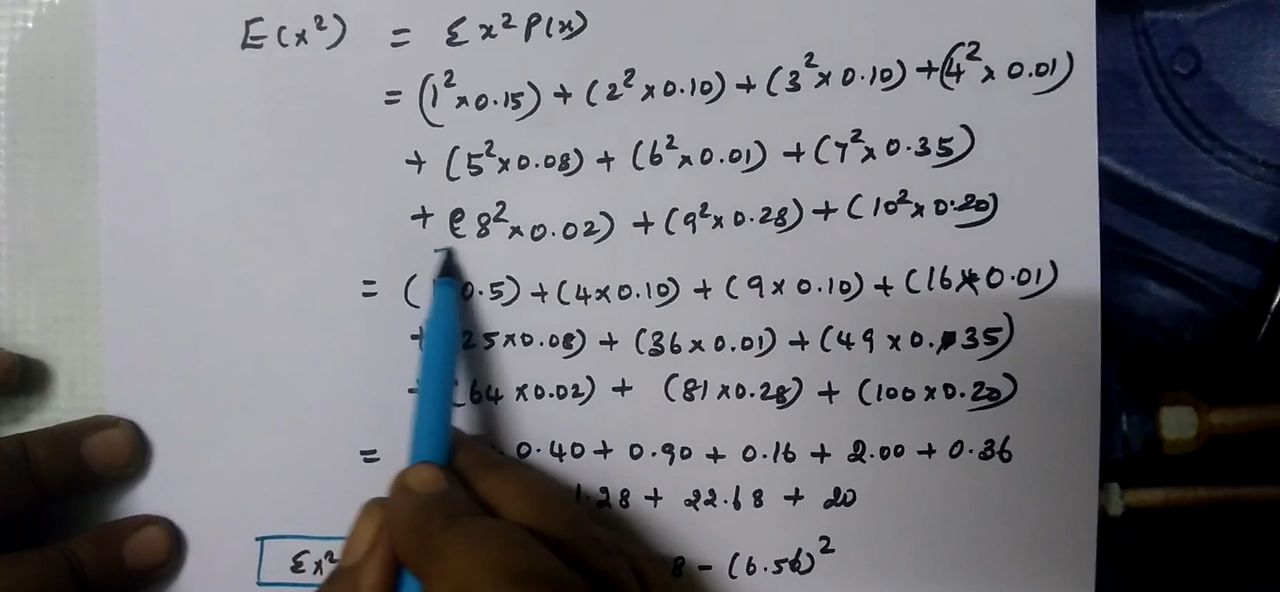 E(x²) = Σx²P(x)
= (1²×0.15) + (2²×0.10) + (3²×0.10) + (4²×0.01)
+ (5²×0.08) + (6²×0.01) + (7²×0.35)
+ (8²×0.02) + (9²×0.28) + (10²×0.20)
= ( 0.5) + (4×0.10) + (9×0.10) + (16×0.01)
+ 25×0.08) + (36×0.01) + (49×0.35)
+ (64×0.02) + (81×0.28) + (100×0.20)
= 0.40 + 0.90 + 0.16 + 2.00 + 0.36
1.28 + 22.68 + 20
Σx² 8 - (6.56)²